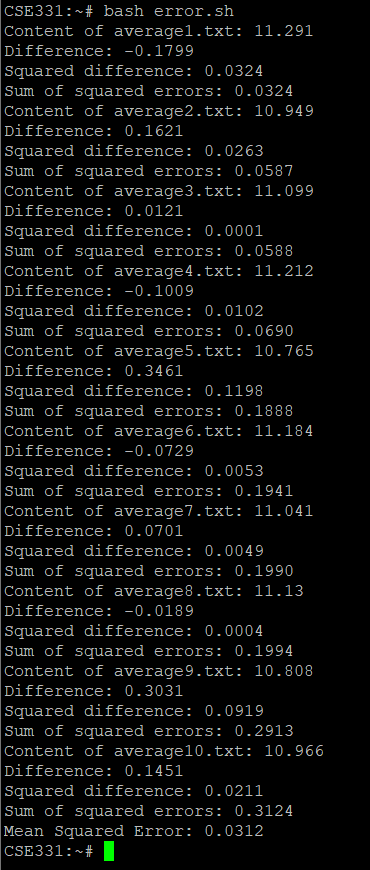 CSE331:~# bash error.sh
Content of average1.txt: 11.291
Difference: -0.1799
Squared difference: 0.0324
Sum of squared errors: 0.0324
Content of average2.txt: 10.949
Difference: 0.1621
Squared difference: 0.0263
Sum of squared errors: 0.0587
Content of average3.txt: 11.099
Difference: 0.0121
Squared difference: 0.0001
Sum of squared errors: 0.0588
Content of average4.txt: 11.212
Difference: -0.1009
Squared difference: 0.0102
Sum of squared errors: 0.0690
Content of average5.txt: 10.765
Difference: 0.3461
Squared difference: 0.1198
Sum of squared errors: 0.1888
Content of average6.txt: 11.184
Difference: -0.0729
Squared difference: 0.0053
Sum of squared errors: 0.1941
Content of average7.txt: 11.041
Difference: 0.0701
Squared difference: 0.0049
Sum of squared errors: 0.1990
Content of average8.txt: 11.13
Difference: -0.0189
Squared difference: 0.0004
Sum of squared errors: 0.1994
Content of average9.txt: 10.808
Difference: 0.3031
Squared difference: 0.0919
Sum of squared errors: 0.2913
Content of average10.txt: 10.966
Difference: 0.1451
Squared difference: 0.0211
Sum of squared errors: 0.3124
Mean Squared Error: 0.0312
CSE331:~#